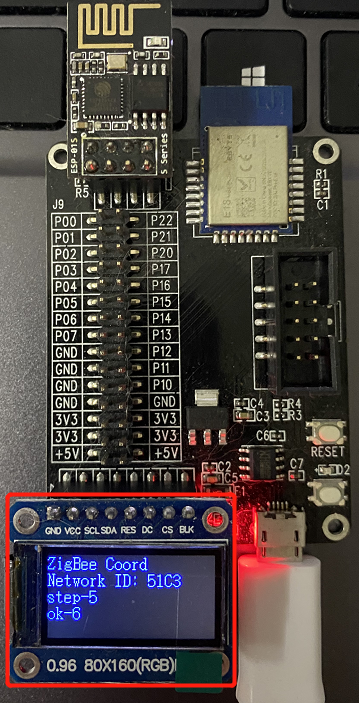 ESP-01S
S Series
R5
J9
R1
C1
P00 P22
P01 P21
P02 P20
P03 P17
P04 P16
P05 P15
P06 P14
P07 P13
GND P12
GND P11
GND P10
GND GND
3V3 3V3
3V3 3V3
+5V +5V
C4 R4
C3 R3
C6
RESET
C2
C5
C7
D2
GND VCC SCL SDA RES DC CS BLK
ZigBee Coord
Network ID: 51C3
step-5
ok-6
0.96 80X160(RGB)